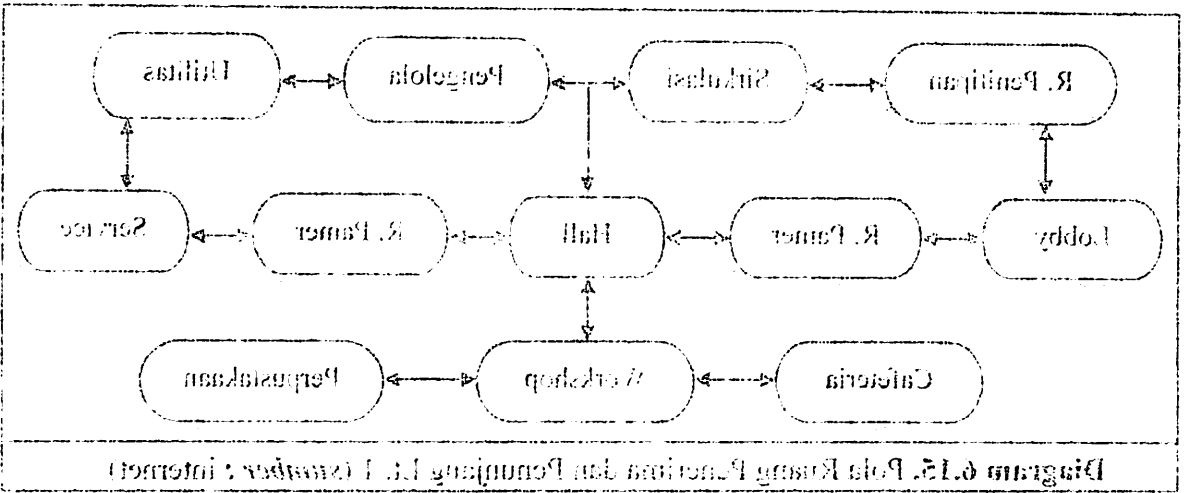 R. Penitipan
Sirkulasi
Pengelola
Utilitas
Lobby
R. Pamer
Hall
R. Pamer
Service
Cafeteria
Workshop
Perpustakaan
Diagram 6.15. Pola Ruang Penerima dan Penunjang Lt. 1 (sumber : internet)